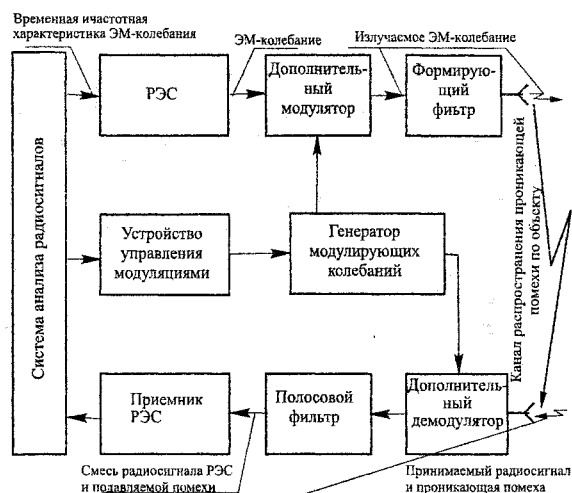 Временная ичастотная
характеристика ЭМ-колебания
ЭМ-колебание
Излучаемое ЭМ-колебание
Система анализа радиосигналов
РЭС
Дополнитель-
ный
модулятор
Формирую-
щий
фиьтр
Устройство
управления
модуляциями
Генератор
модулирующих
колебаний
Канал распространения проникающей
помехи по объекту
Приемник
РЭС
Полосовой
фильтр
Дополнитель-
ный
демодулятор
Смесь радиосигнала РЭС
и подавляемой помехи
Принимаемый радиосигнал
и проникающая помеха